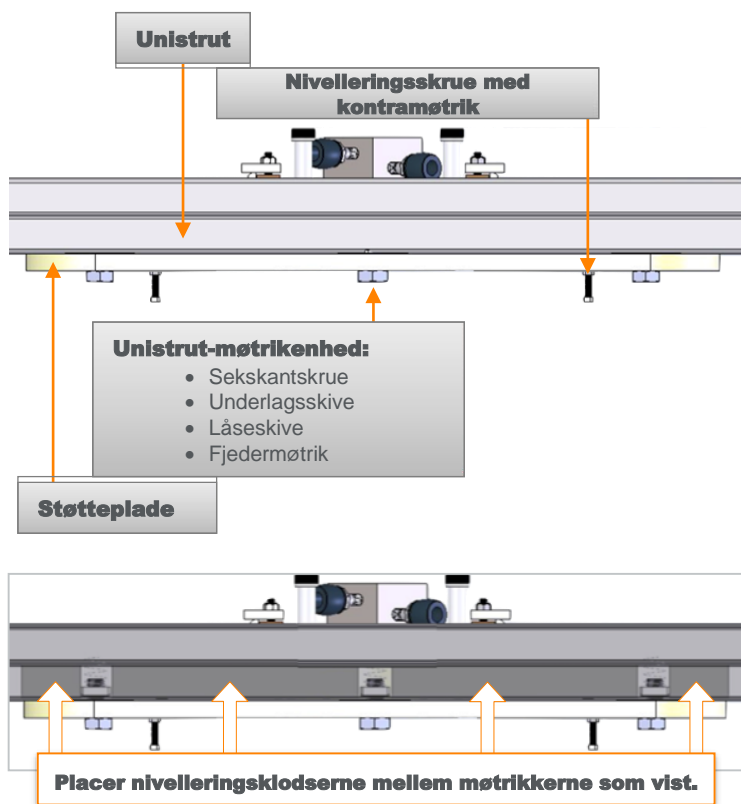 Unistrut
Nivelleringsskrue med
kontramøtrik
Unistrut-møtrikenhed:
• Sekskantskrue
• Underlagsskive
• Låseskive
• Fjedermøtrik
Støtteplade
Placer nivelleringsklodserne mellem møtrikkerne som vist.